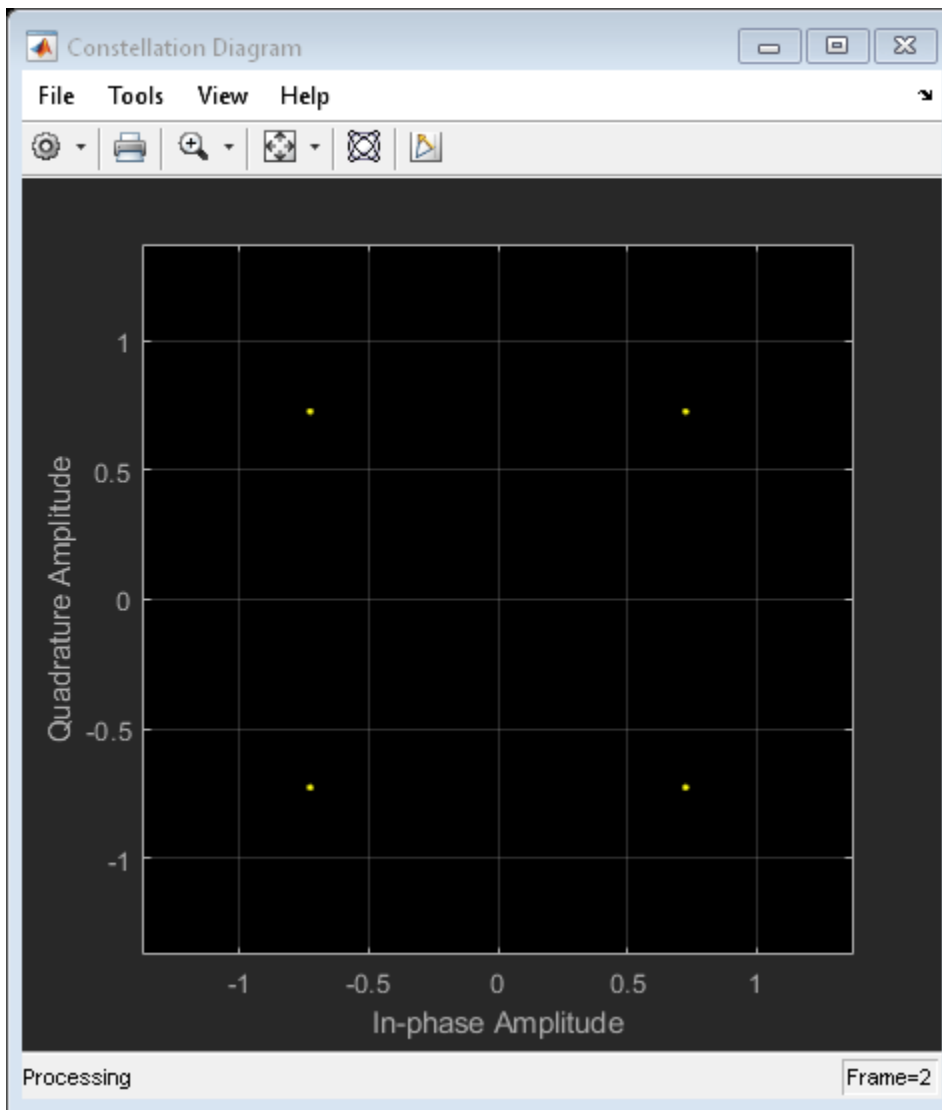 Constellation Diagram
File Tools View Help
1
0.5
0
-0.5
-1
Quadrature Amplitude
-1 -0.5 0 0.5 1
In-phase Amplitude
Processing Frame=2